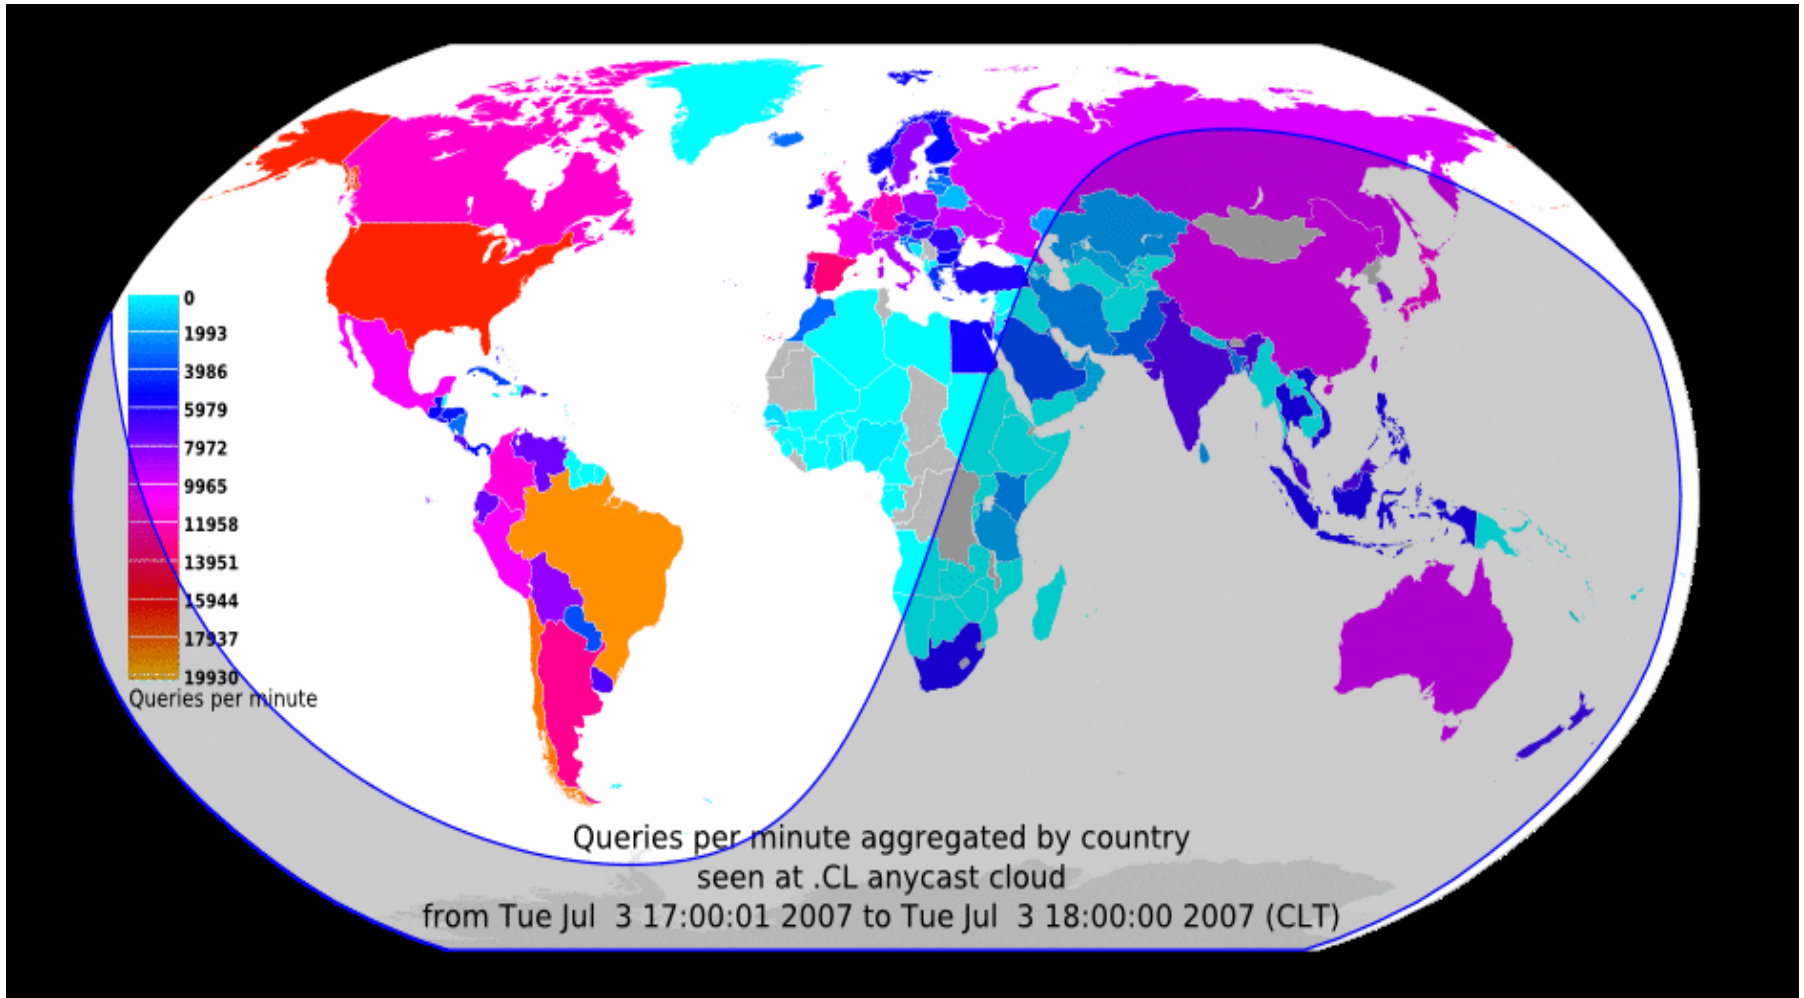 0
1993
3986
5979
7972
9965
11958
13951
15944
17937
19930
Queries per minute
Queries per minute aggregated by country
seen at .CL anycast cloud
from Tue Jul  3 17:00:01 2007 to Tue Jul  3 18:00:00 2007 (CLT)